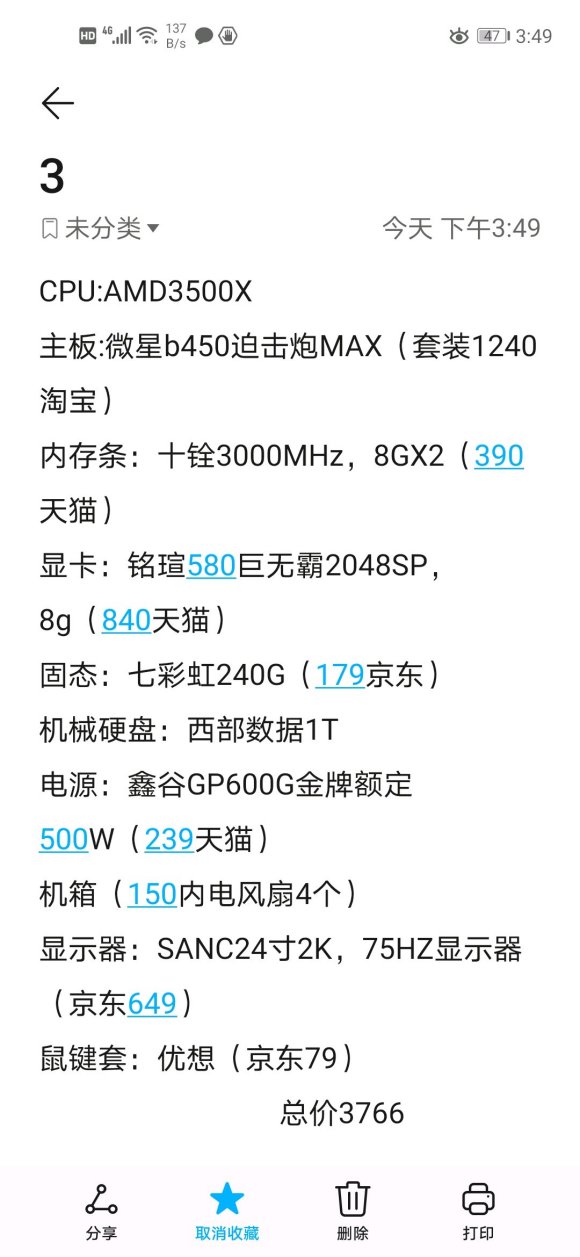 HD 4G 137 B/s 47 3:49
3
未分类 今天 下午3:49
CPU:AMD3500X
主板:微星b450迫击炮MAX（套装1240
淘宝）
内存条：十铨3000MHz，8GX2（390
天猫）
显卡：铭瑄580巨无霸2048SP，
8g（840天猫）
固态：七彩虹240G（179京东）
机械硬盘：西部数据1T
电源：鑫谷GP600G金牌额定
500W（239天猫）
机箱（150内电风扇4个）
显示器：SANC24寸2K，75HZ显示器
（京东649）
鼠键套：优想（京东79）
总价3766
分享 取消收藏 删除 打印